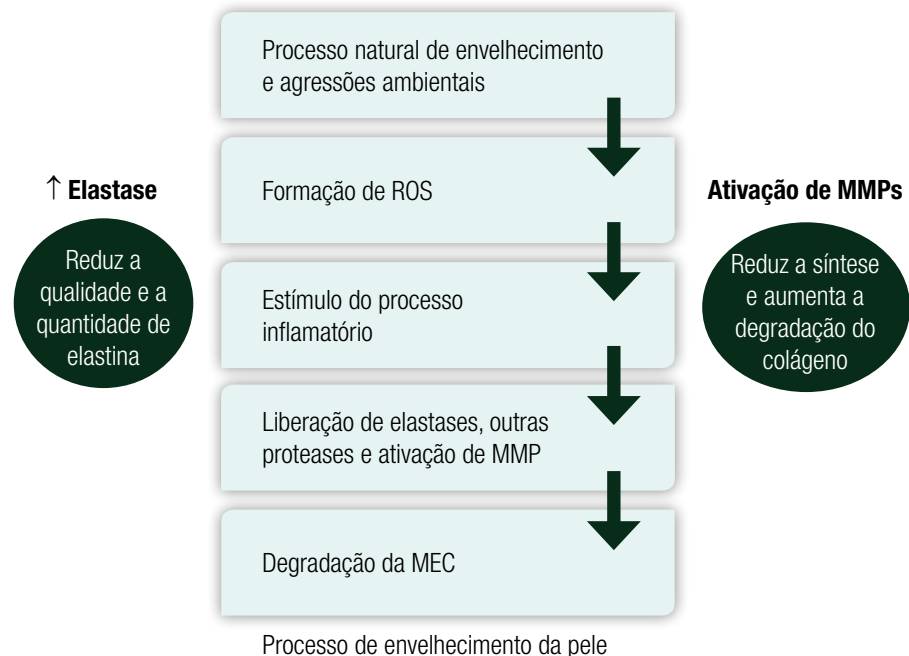 Processo natural de envelhecimento
e agressões ambientais
↑ Elastase
Formação de ROS
Ativação de MMPs
Reduz a
qualidade e a
quantidade de
elastina
Estímulo do processo
inflamatório
Reduz a síntese
e aumenta a
degradação do
colágeno
Liberação de elastases, outras
proteases e ativação de MMP
Degradação da MEC
Processo de envelhecimento da pele